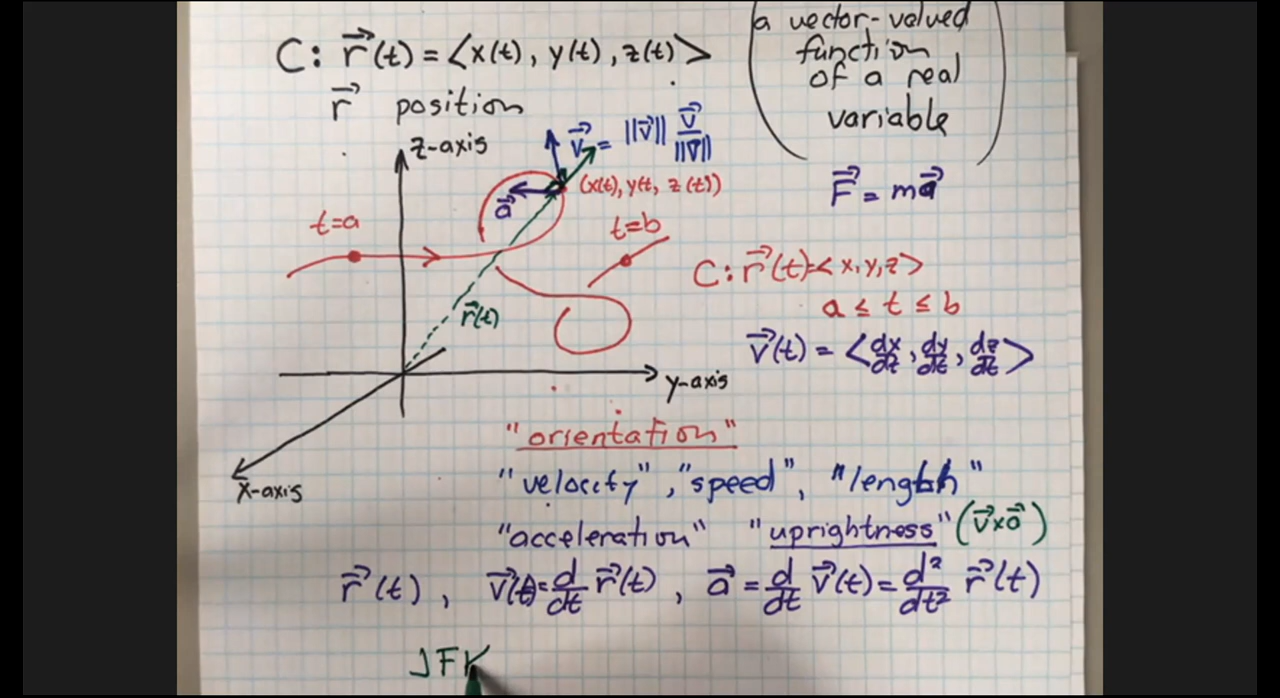 C: r⃗(t) = <x(t), y(t), z(t)>
r⃗ position
a vector-valued
function
of a real
variable
z-axis
v⃗ = ||v⃗|| v⃗/||v⃗||
(x(t), y(t, z(t))
F⃗ = ma⃗
a⃗
t=a
t=b
C: r⃗(t)=<x,y,z>
a ≤ t ≤ b
r⃗(t)
v⃗(t) = <dx/dt, dy/dt, dz/dt>
y-axis
x-axis
"orientation"
"velocity", "speed", "length"
"acceleration" "uprightness" (v⃗×a⃗)
r⃗(t), v⃗(t)=d/dt r⃗(t), a⃗ = d/dt v⃗(t) = d²/dt² r⃗(t)
JFK